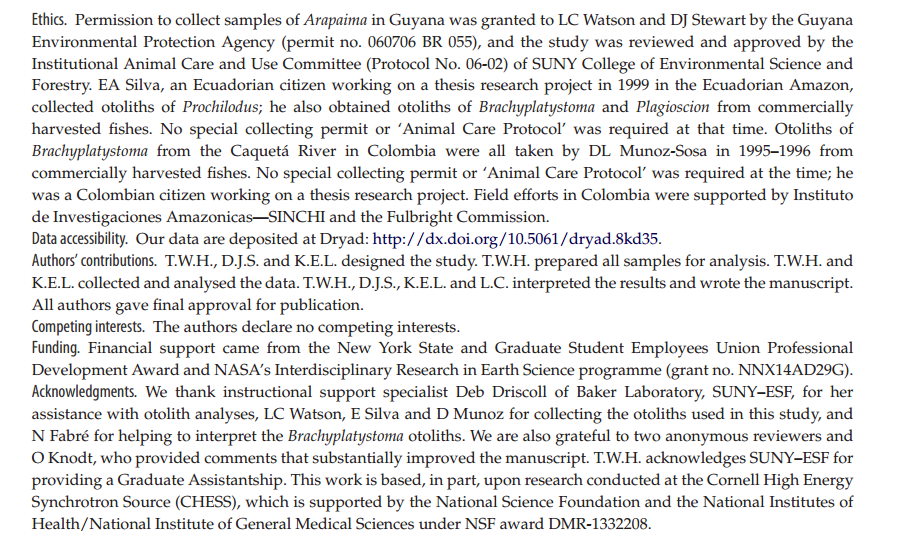 Ethics. Permission to collect samples of Arapaima in Guyana was granted to LC Watson and DJ Stewart by the Guyana
Environmental Protection Agency (permit no. 060706 BR 055), and the study was reviewed and approved by the
Institutional Animal Care and Use Committee (Protocol No. 06-02) of SUNY College of Environmental Science and
Forestry. EA Silva, an Ecuadorian citizen working on a thesis research project in 1999 in the Ecuadorian Amazon,
collected otoliths of Prochilodus; he also obtained otoliths of Brachyplatystoma and Plagioscion from commercially
harvested fishes. No special collecting permit or ‘Animal Care Protocol’ was required at that time. Otoliths of
Brachyplatystoma from the Caquetá River in Colombia were all taken by DL Munoz-Sosa in 1995–1996 from
commercially harvested fishes. No special collecting permit or ‘Animal Care Protocol’ was required at the time; he
was a Colombian citizen working on a thesis research project. Field efforts in Colombia were supported by Instituto
de Investigaciones Amazonicas—SINCHI and the Fulbright Commission.
Data accessibility. Our data are deposited at Dryad: http://dx.doi.org/10.5061/dryad.8kd35.
Authors’ contributions. T.W.H., D.J.S. and K.E.L. designed the study. T.W.H. prepared all samples for analysis. T.W.H. and
K.E.L. collected and analysed the data. T.W.H., D.J.S., K.E.L. and L.C. interpreted the results and wrote the manuscript.
All authors gave final approval for publication.
Competing interests. The authors declare no competing interests.
Funding. Financial support came from the New York State and Graduate Student Employees Union Professional
Development Award and NASA’s Interdisciplinary Research in Earth Science programme (grant no. NNX14AD29G).
Acknowledgments. We thank instructional support specialist Deb Driscoll of Baker Laboratory, SUNY–ESF, for her
assistance with otolith analyses, LC Watson, E Silva and D Munoz for collecting the otoliths used in this study, and
N Fabré for helping to interpret the Brachyplatystoma otoliths. We are also grateful to two anonymous reviewers and
O Knodt, who provided comments that substantially improved the manuscript. T.W.H. acknowledges SUNY–ESF for
providing a Graduate Assistantship. This work is based, in part, upon research conducted at the Cornell High Energy
Synchrotron Source (CHESS), which is supported by the National Science Foundation and the National Institutes of
Health/National Institute of General Medical Sciences under NSF award DMR-1332208.